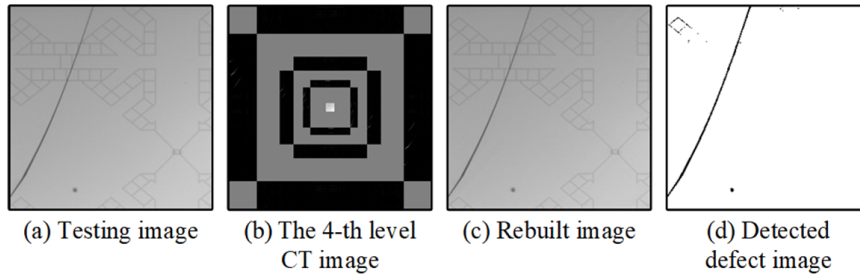 (a) Testing image
(b) The 4-th level
CT image
(c) Rebuilt image
(d) Detected
defect image